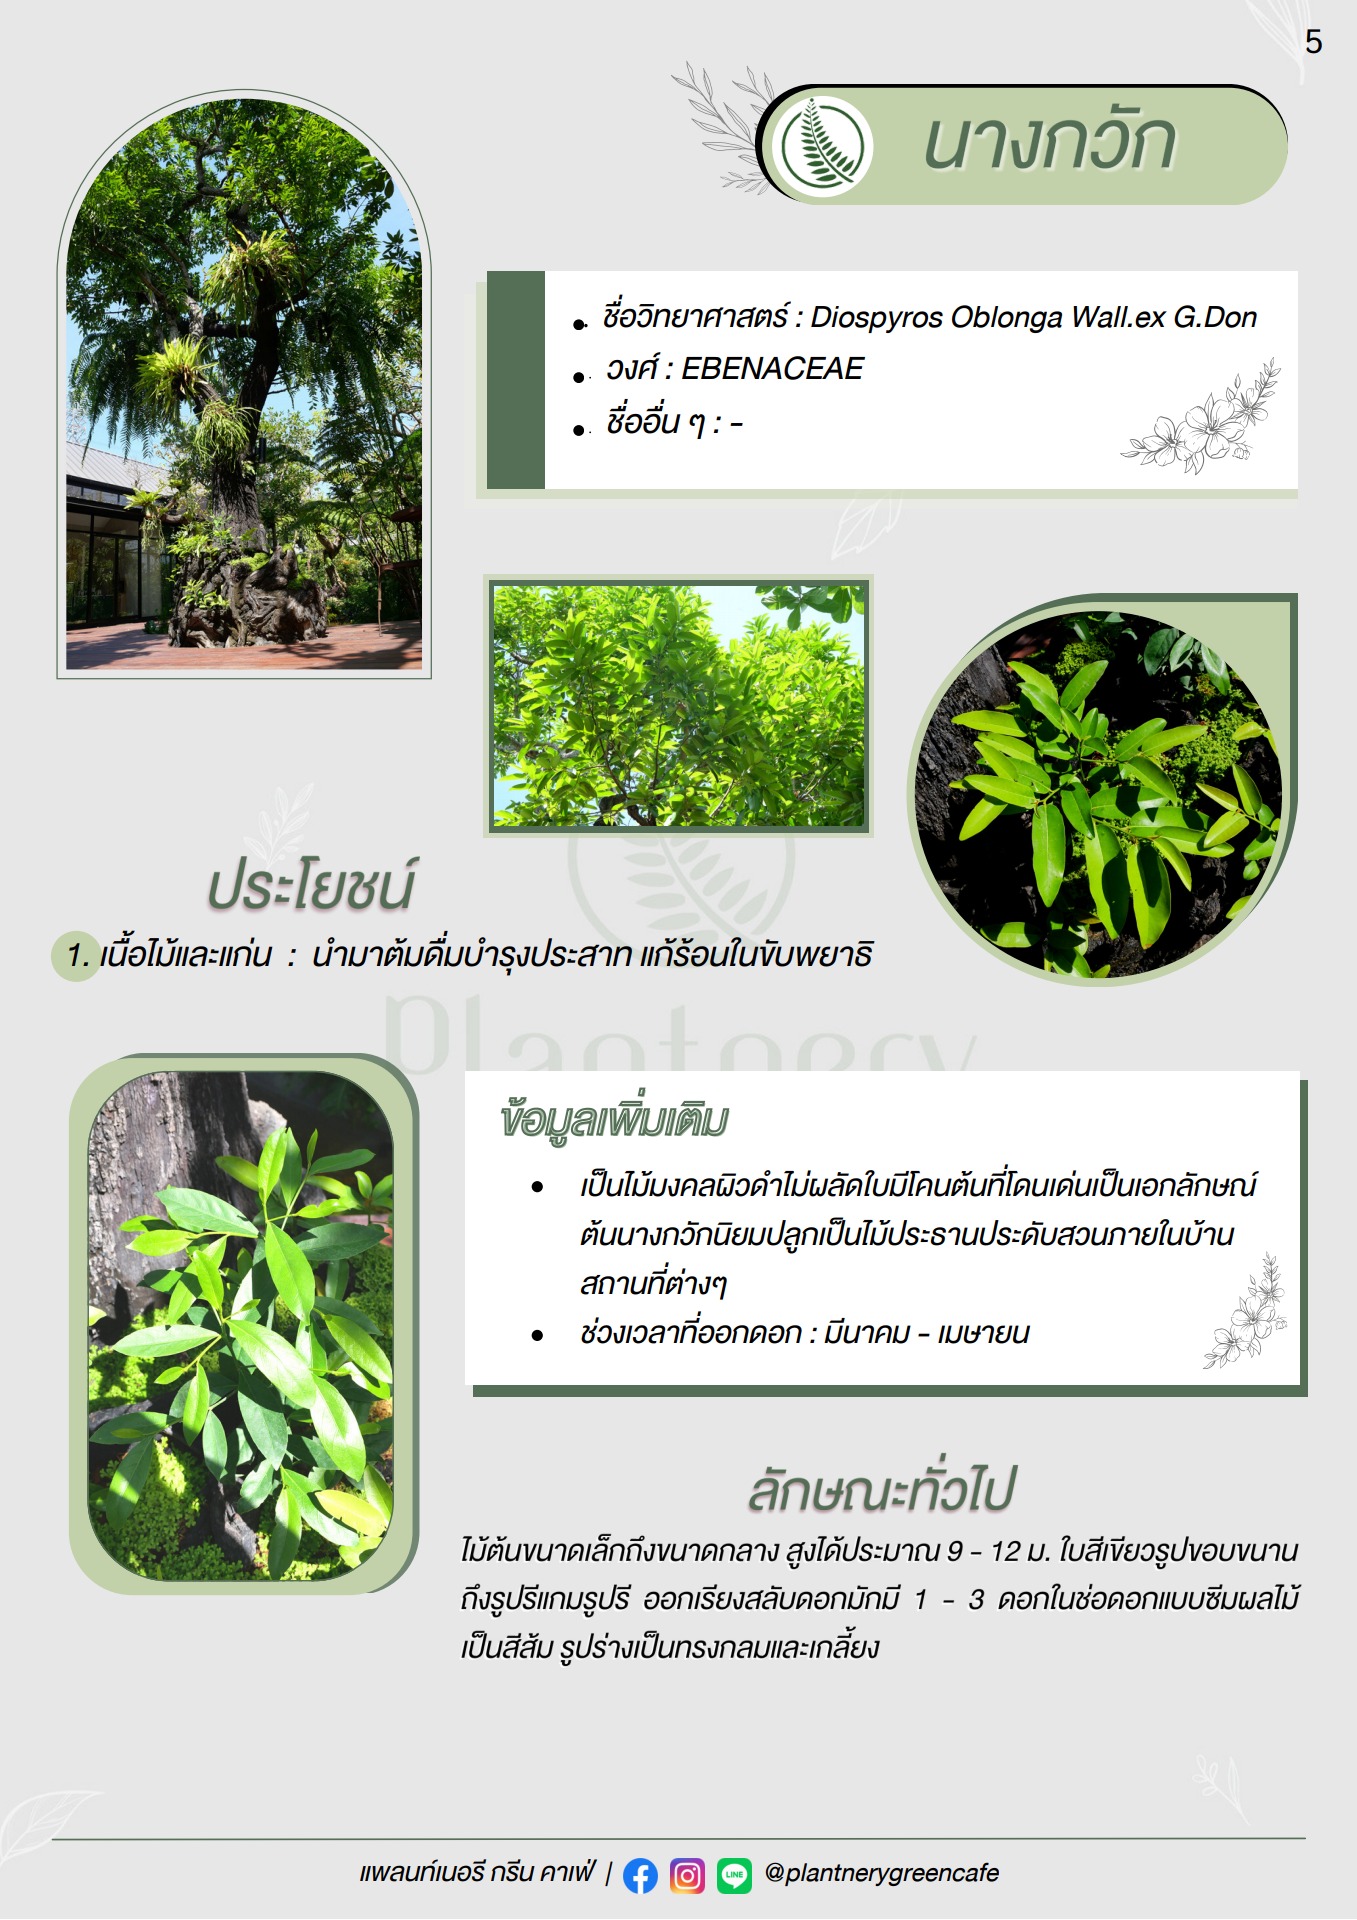 5
นางกวัก
ชื่อวิทยาศาสตร์ : Diospyros Oblonga Wall.ex G.Don
วงศ์ : EBENACEAE
ชื่ออื่น ๆ : -
ประโยชน์
1. เนื้อไม้และแก่น : นำมาต้มดื่มบำรุงประสาท แก้ร้อนในขับพยาธิ
plantnery
ข้อมูลเพิ่มเติม
เป็นไม้มงคลผิวดำไม่ผลัดใบมีโคนต้นที่โดนเด่นเป็นเอกลักษณ์
ต้นนางกวักนิยมปลูกเป็นไม้ประธานประดับสวนภายในบ้าน
สถานที่ต่างๆ
ช่วงเวลาที่ออกดอก : มีนาคม - เมษายน
ลักษณะทั่วไป
ไม้ต้นขนาดเล็กถึงขนาดกลาง สูงได้ประมาณ 9 - 12 ม. ใบสีเขียวรูปขอบขนาน
ถึงรูปรีแกมรูปรี ออกเรียงสลับดอกมักมี 1 - 3 ดอกในช่อดอกแบบซีมผลไม้
เป็นสีส้ม รูปร่างเป็นทรงกลมและเกลี้ยง
แพลนท์เนอรี กรีน คาเฟ่ | LINE @plantnerygreencafe